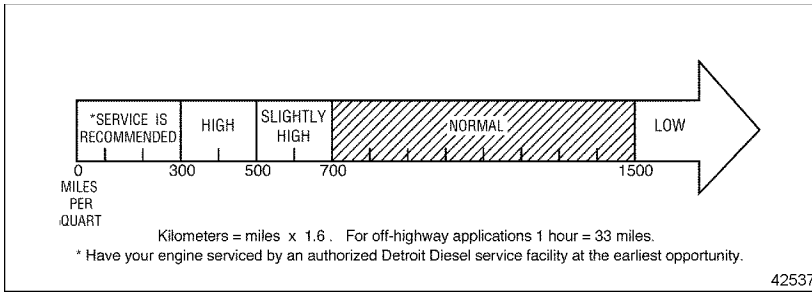 *SERVICE IS
RECOMMENDED
HIGH
SLIGHTLY
HIGH
NORMAL
LOW
0 300 500 700 1500
MILES
PER
QUART
Kilometers = miles x 1.6 . For off-highway applications 1 hour = 33 miles.
* Have your engine serviced by an authorized Detroit Diesel service facility at the earliest opportunity.
42537